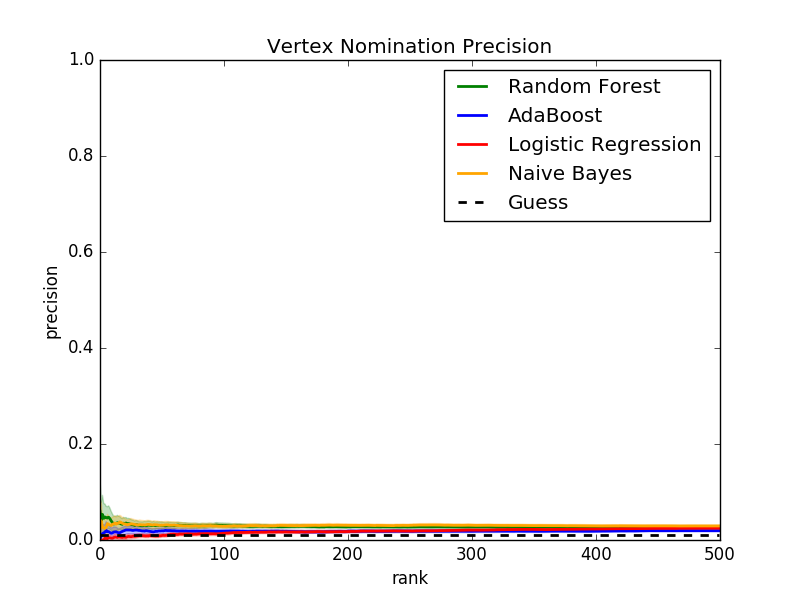 Vertex Nomination Precision
1.0
0.8
0.6
0.4
0.2
0.0
precision
Random Forest
AdaBoost
Logistic Regression
Naive Bayes
Guess
0
100
200
300
400
500
rank